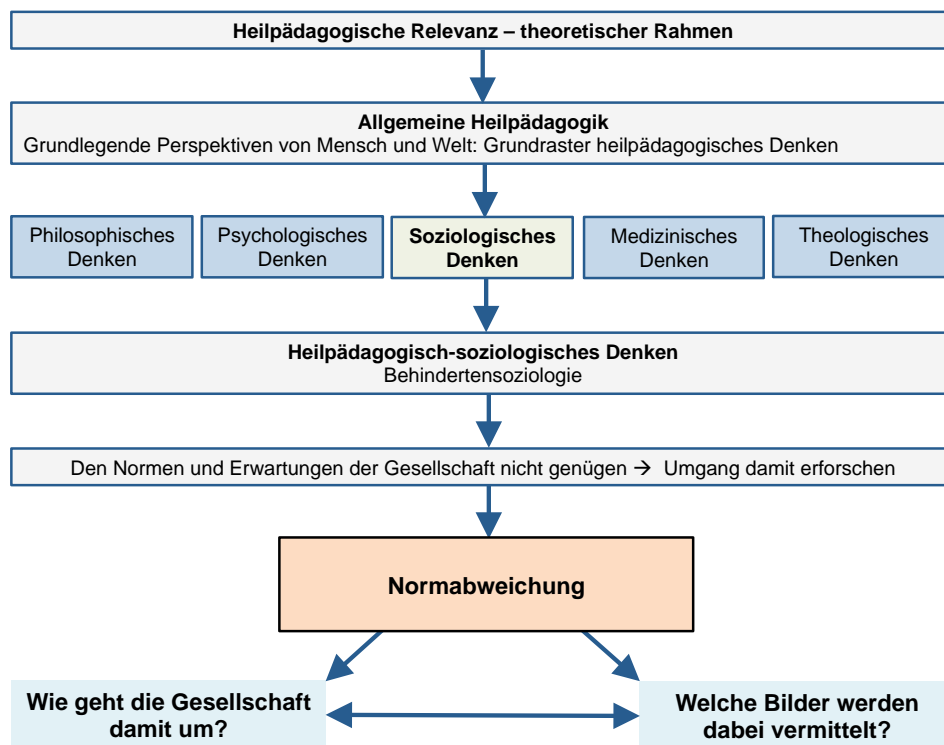 Heilpädagogische Relevanz – theoretischer Rahmen
Allgemeine Heilpädagogik
Grundlegende Perspektiven von Mensch und Welt: Grundraster heilpädagogisches Denken
Philosophisches
Denken
Psychologisches
Denken
Soziologisches
Denken
Medizinisches
Denken
Theologisches
Denken
Heilpädagogisch-soziologisches Denken
Behindertensoziologie
Den Normen und Erwartungen der Gesellschaft nicht genügen → Umgang damit erforschen
Normabweichung
Wie geht die Gesellschaft
damit um?
Welche Bilder werden
dabei vermittelt?